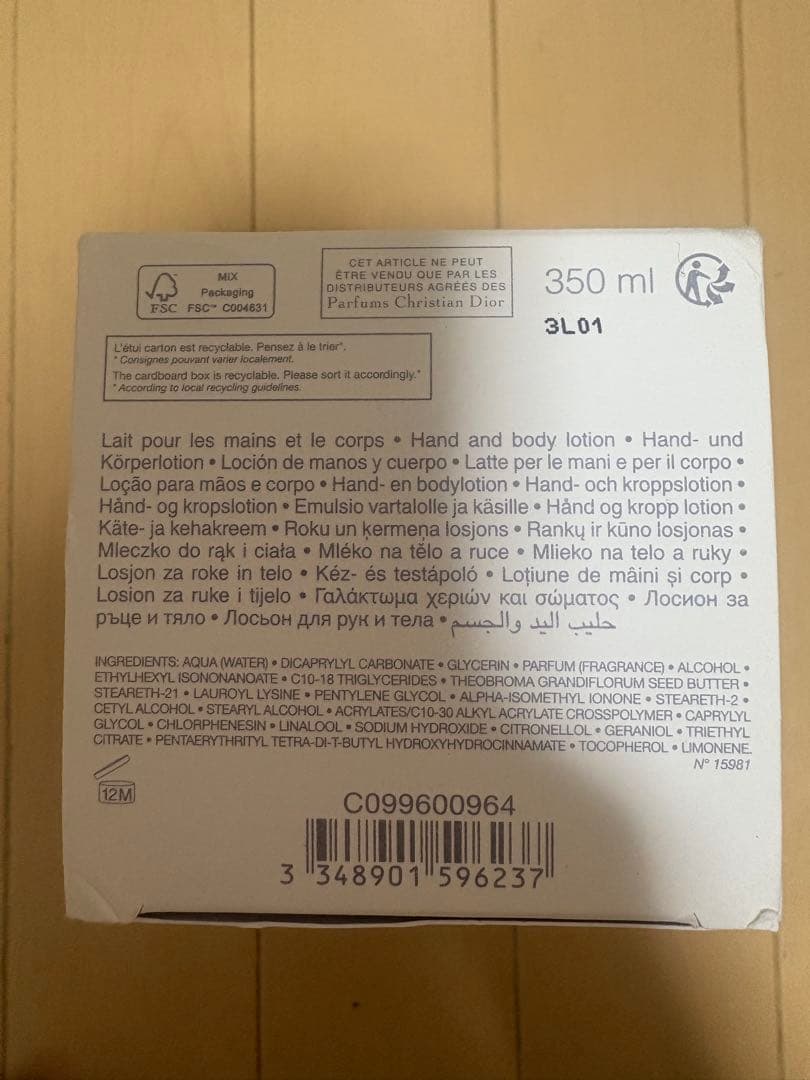 FSC
MIX
Packaging
FSC™ C004631
CET ARTICLE NE PEUT
ÊTRE VENDU QUE PAR LES
DISTRIBUTEURS AGRÉÉS DES
Parfums Christian Dior
350 ml
3L01
L'étui carton est recyclable. Pensez à le trier*.
* Consignes pouvant varier localement.
The cardboard box is recyclable. Please sort it accordingly.*
* According to local recycling guidelines.
Lait pour les mains et le corps • Hand and body lotion • Hand- und
Körperlotion • Loción de manos y cuerpo • Latte per le mani e per il corpo •
Loção para mãos e corpo • Hand- en bodylotion • Hand- och kroppslotion •
Hånd- og kropslotion • Emulsio vartalolle ja käsille • Hånd og kropp lotion •
Käte- ja kehakreem • Roku un ķermeņa losjons • Rankų ir kūno losjonas •
Mleczko do rąk i ciała • Mléko na tělo a ruce • Mlieko na telo a ruky •
Losjon za roke in telo • Kéz- és testápoló • Loțiune de mâini și corp •
Losion za ruke i tijelo • Γαλάκτωμα χεριών και σώματος • Лосион за
ръце и тяло • Лосьон для рук и тела • حليب اليد والجسم
INGREDIENTS: AQUA (WATER) • DICAPRYLYL CARBONATE • GLYCERIN • PARFUM (FRAGRANCE) • ALCOHOL •
ETHYLHEXYL ISONONANOATE • C10-18 TRIGLYCERIDES • THEOBROMA GRANDIFLORUM SEED BUTTER •
STEARETH-21 • LAUROYL LYSINE • PENTYLENE GLYCOL • ALPHA-ISOMETHYL IONONE • STEARETH-2 •
CETYL ALCOHOL • STEARYL ALCOHOL • ACRYLATES/C10-30 ALKYL ACRYLATE CROSSPOLYMER • CAPRYLYL
GLYCOL • CHLORPHENESIN • LINALOOL • SODIUM HYDROXIDE • CITRONELLOL • GERANIOL • TRIETHYL
CITRATE • PENTAERYTHRITYL TETRA-DI-T-BUTYL HYDROXYHYDROCINNAMATE • TOCOPHEROL • LIMONENE.
N° 15981
12M
C099600964
3 348901 596237